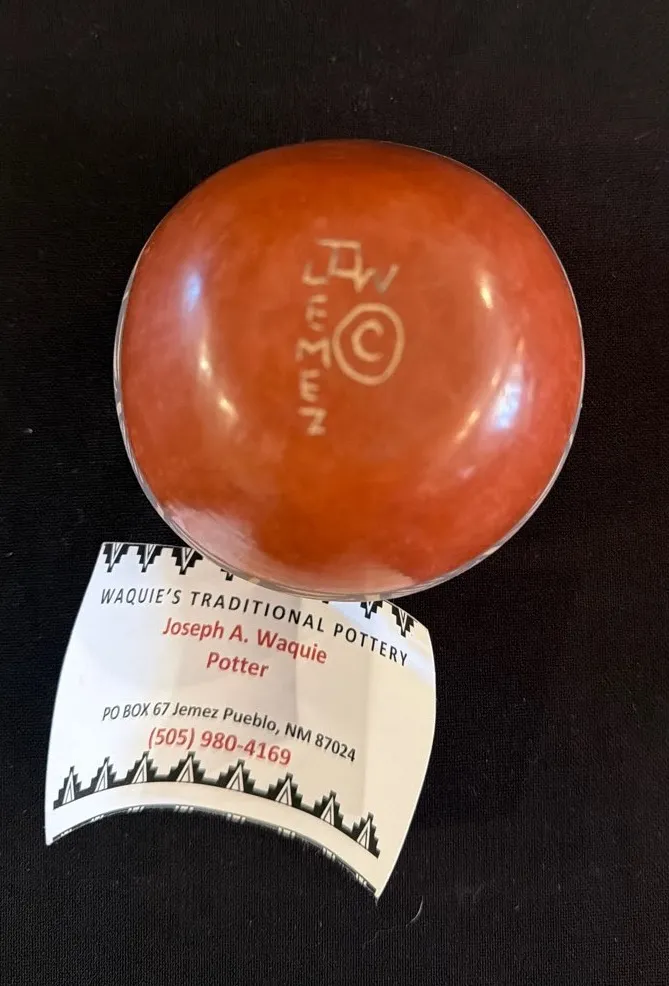 JAW
JEMEZ
©
WAQUIE'S TRADITIONAL POTTERY
Joseph A. Waquie
Potter
PO BOX 67 Jemez Pueblo, NM 87024
(505) 980-4169